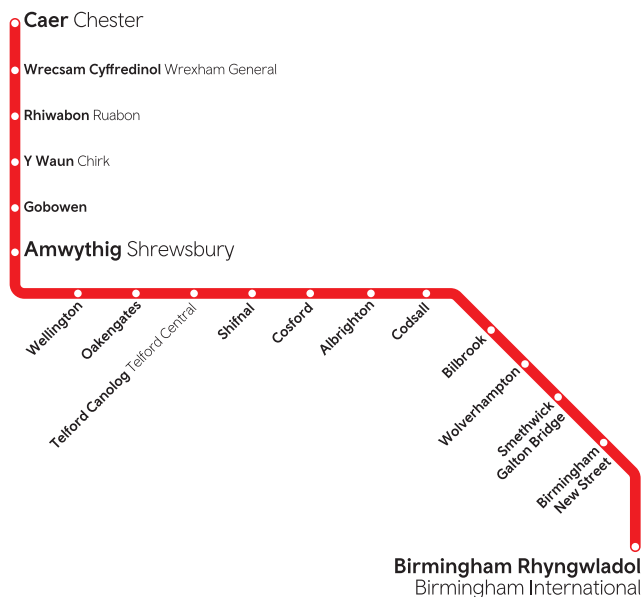 Caer Chester
Wrecsam Cyffredinol Wrexham General
Rhiwabon Ruabon
Y Waun Chirk
Gobowen
Amwythig Shrewsbury
Wellington
Oakengates
Telford Canolog Telford Central
Shifnal
Cosford
Albrighton
Codsall
Bilbrook
Wolverhampton
Smethwick
Galton Bridge
Birmingham
New Street
Birmingham Rhyngwladol
Birmingham International